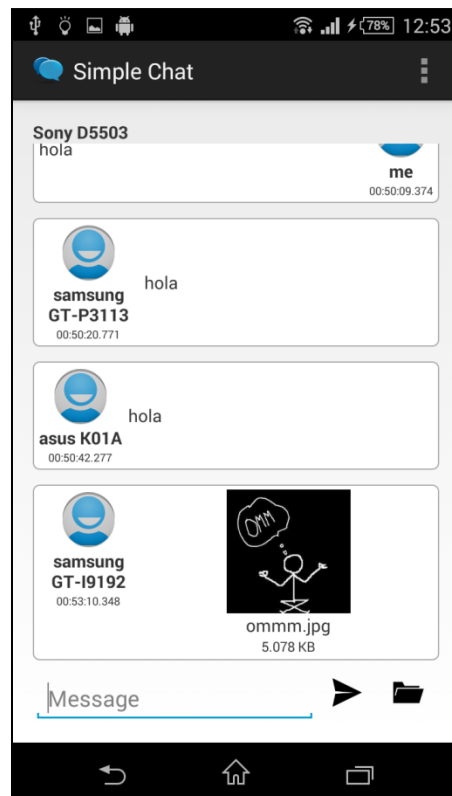 78% 12:53
Simple Chat
Sony D5503
hola
me
00:50:09.374
hola
samsung
GT-P3113
00:50:20.771
hola
asus K01A
00:50:42.277
OMM
samsung
GT-I9192
00:53:10.348
ommm.jpg
5.078 KB
Message